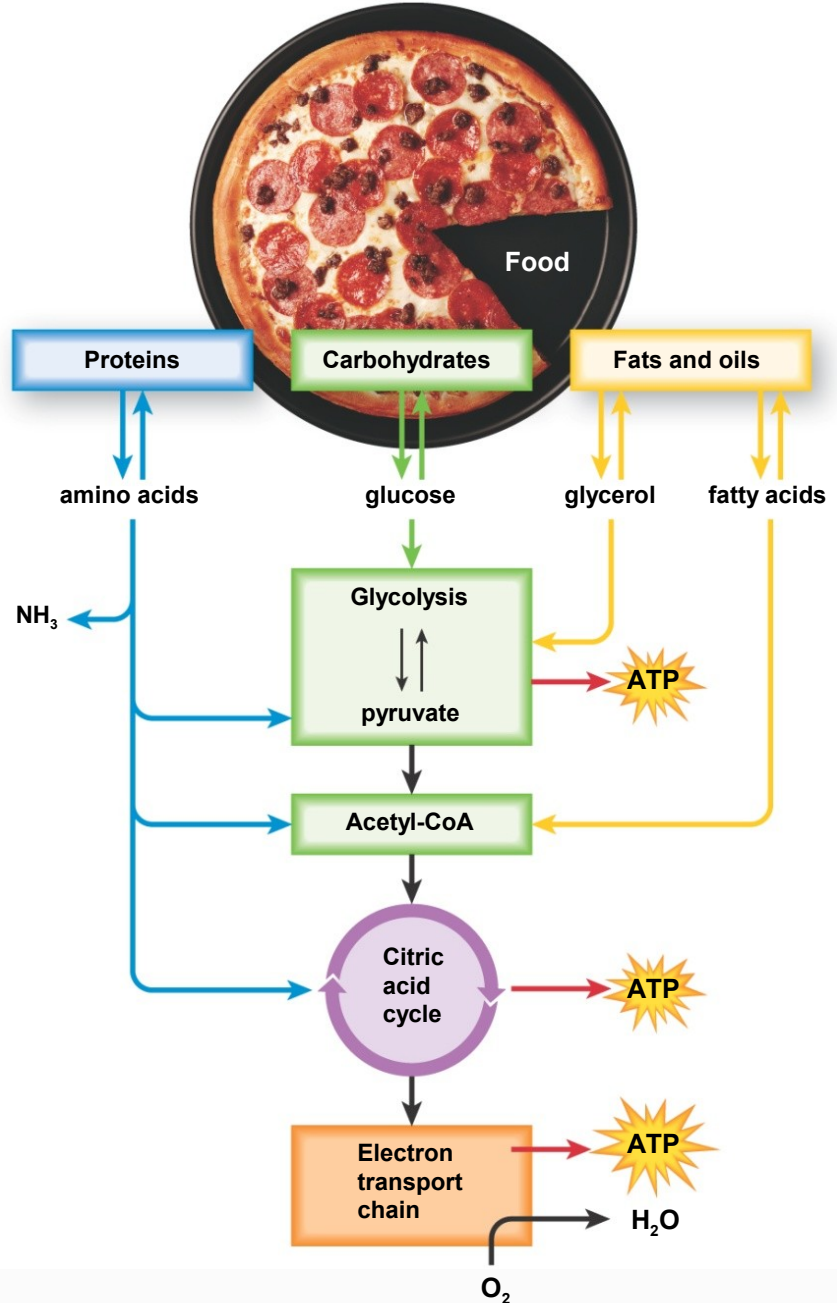 Food
Proteins
Carbohydrates
Fats and oils
amino acids
glucose
glycerol
fatty acids
NH₃
Glycolysis
pyruvate
ATP
Acetyl-CoA
Citric
acid
cycle
ATP
Electron
transport
chain
ATP
H₂O
O₂